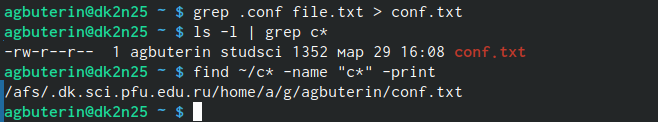 agbuterin@dk2n25 ~ $ grep .conf file.txt > conf.txt
agbuterin@dk2n25 ~ $ ls -l | grep c*
-rw-r--r--  1 agbuterin studsci 1352 мар 29 16:08 conf.txt
agbuterin@dk2n25 ~ $ find ~/c* -name "c*" -print
/afs/.dk.sci.pfu.edu.ru/home/a/g/agbuterin/conf.txt
agbuterin@dk2n25 ~ $